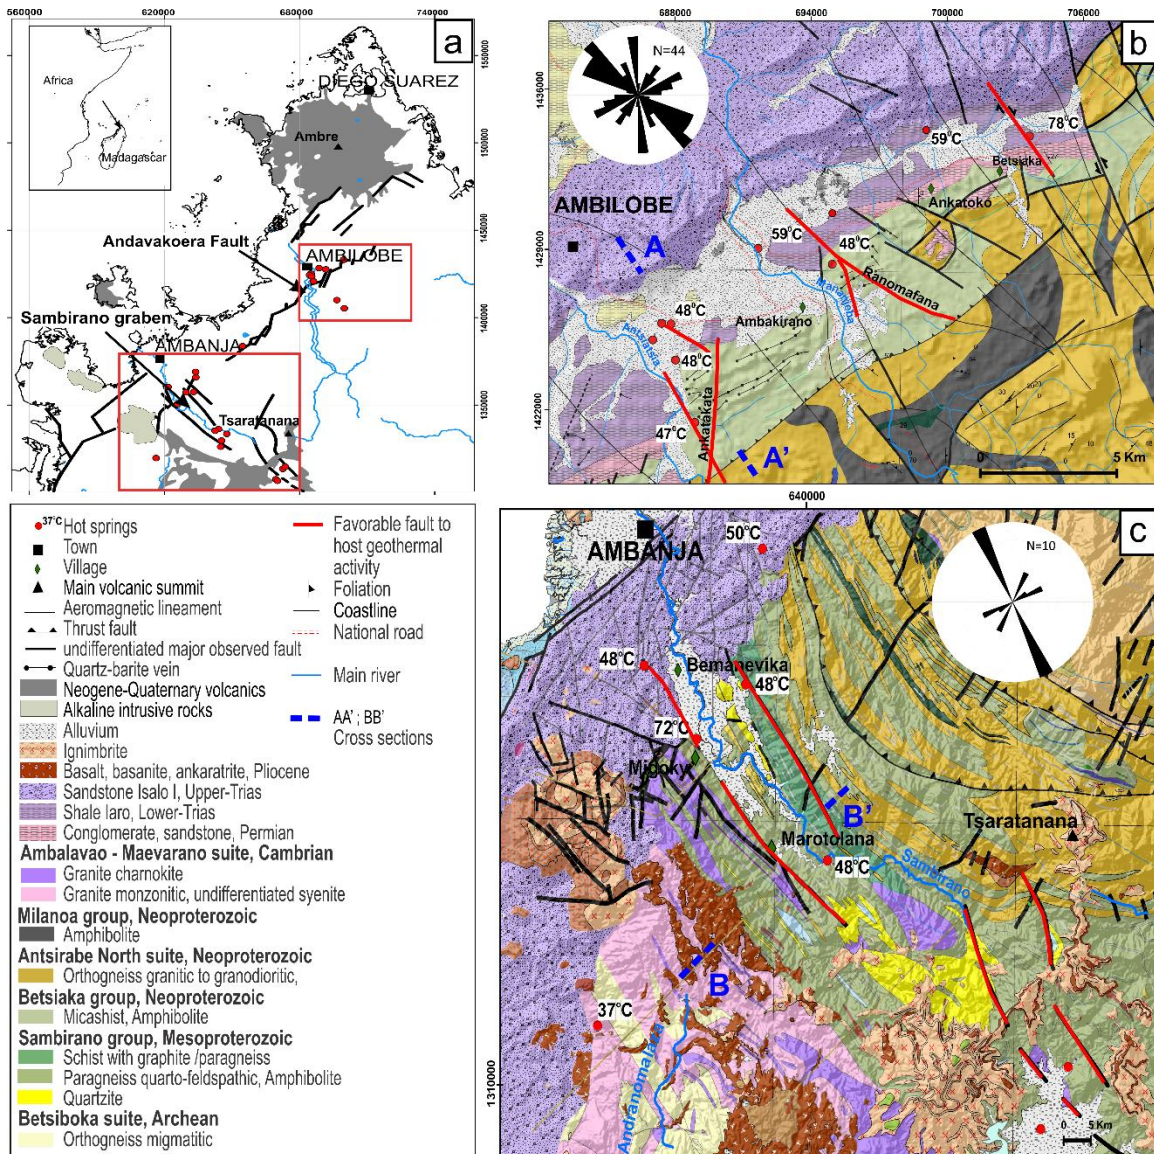 560000
620000
680000
740000
a
Africa
Madagascar
DIEGO SUAREZ
Ambre
Andavakoera Fault
AMBILOBE
Sambirano graben
AMBANJA
Tsaratanana
1550000
1500000
1450000
1400000
1350000
688000
694000
700000
706000
b
N=44
1436000
1429000
1422000
78°C
59°C
Betsiaka
Ankatoko
AMBILOBE
A
59°C
48°C
Ranomafana
Mananjeba
48°C
Ambakirano
Antsiatsia
48°C
Ankatakata
47°C
A'
0
5 Km
37°C Hot springs
Town
Village
Main volcanic summit
Aeromagnetic lineament
Thrust fault
undifferentiated major observed fault
Quartz-barite vein
Neogene-Quaternary volcanics
Alkaline intrusive rocks
Alluvium
Ignimbrite
Basalt, basanite, ankaratrite, Pliocene
Sandstone Isalo I, Upper-Trias
Shale Iaro, Lower-Trias
Conglomerate, sandstone, Permian
Ambalavao - Maevarano suite, Cambrian
Granite charnokite
Granite monzonitic, undifferentiated syenite
Milanoa group, Neoproterozoic
Amphibolite
Antsirabe North suite, Neoproterozoic
Orthogneiss granitic to granodioritic,
Betsiaka group, Neoproterozoic
Micashist, Amphibolite
Sambirano group, Mesoproterozoic
Schist with graphite /paragneiss
Paragneiss quarto-feldspathic, Amphibolite
Quartzite
Betsiboka suite, Archean
Orthogneiss migmatitic
Favorable fault to
host geothermal
activity
Foliation
Coastline
National road
Main river
AA' ; BB'
Cross sections
640000
c
N=10
AMBANJA
50°C
48°C
Bemanevika
48°C
72°C
Migoky
B'
Marotolana
Tsaratanana
48°C
Sambirano
B
37°C
Andranomalaza
1310000
0
5 Km